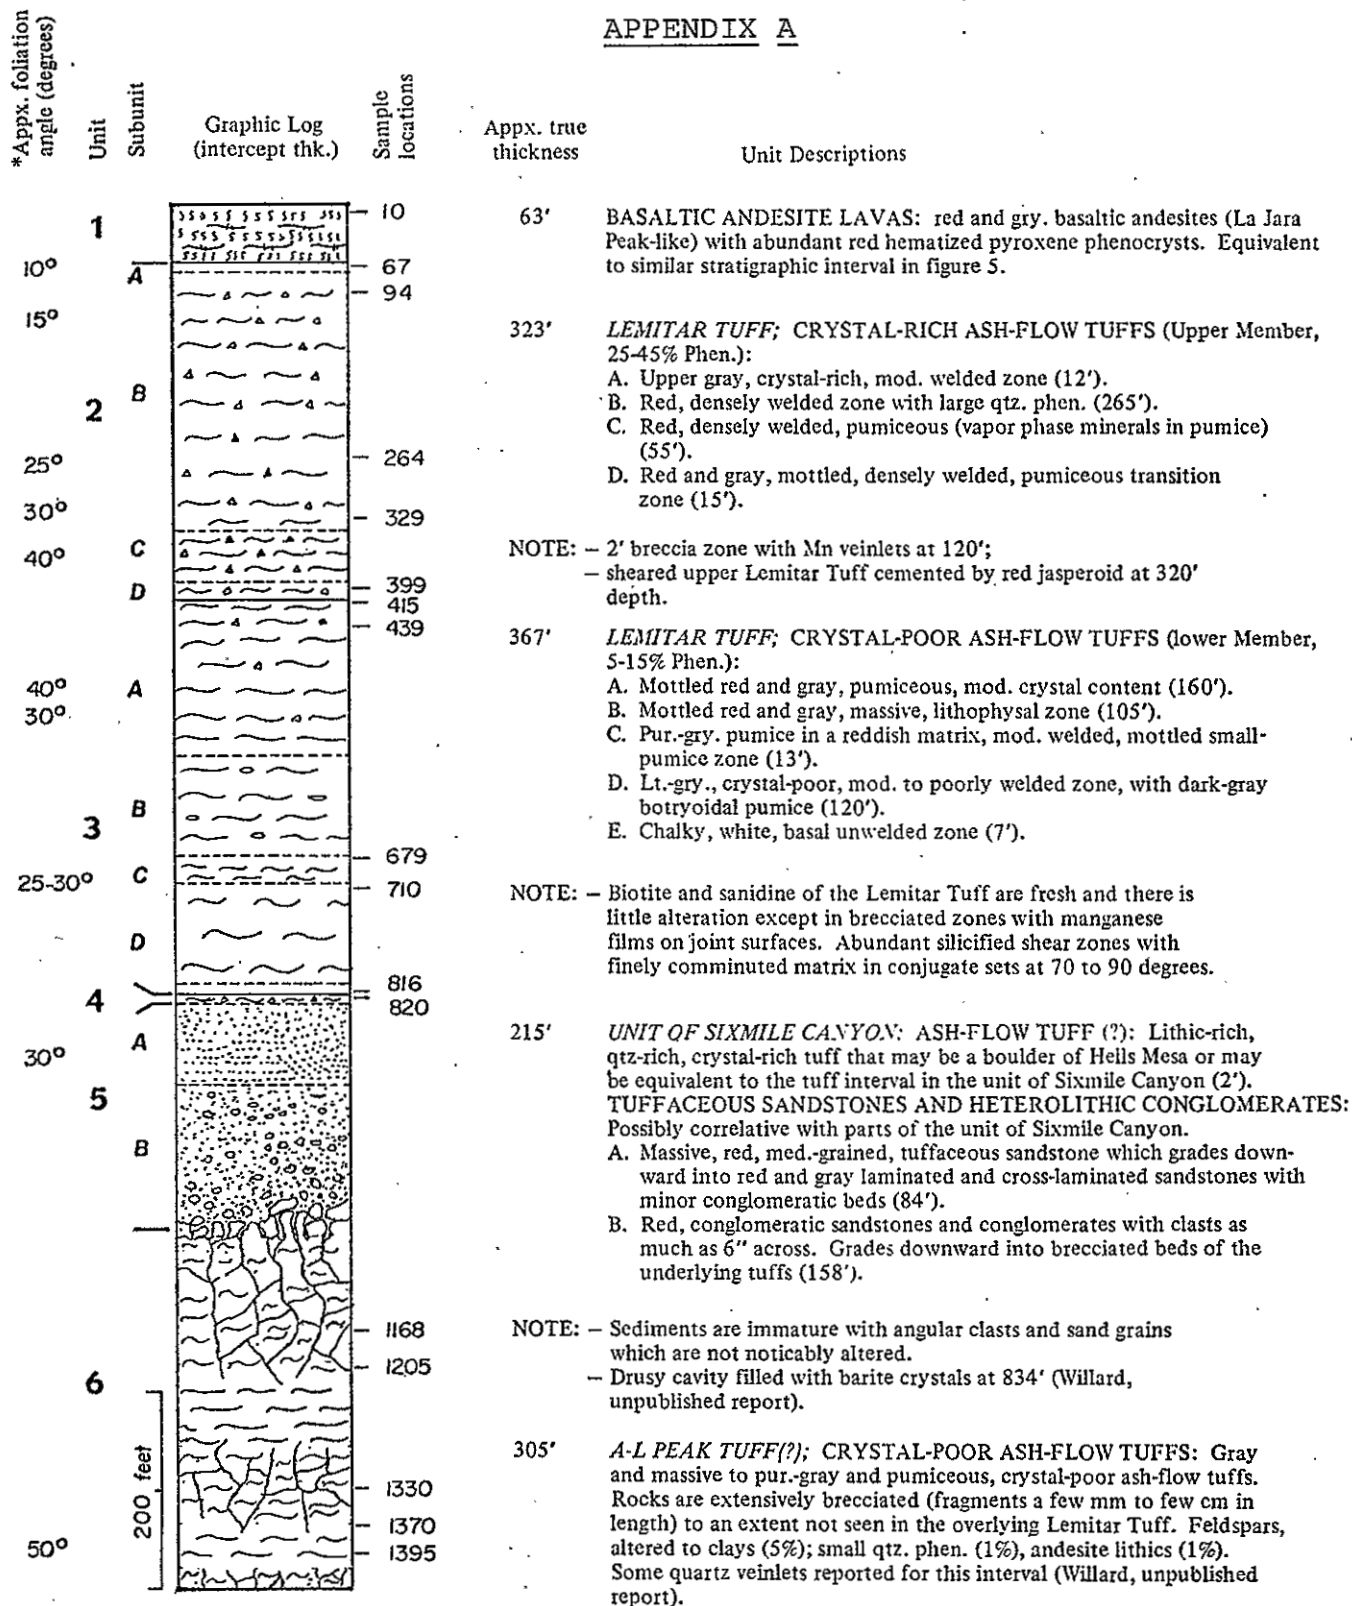 APPENDIX A
*Appx. foliation
angle (degrees)
Unit
Subunit
Graphic Log
(intercept thk.)
Sample
locations
Appx. true
thickness
Unit Descriptions
1
10
67
10°
A
94
15°
B
2
264
25°
30°
329
C
40°
D
399
415
439
40°
A
30°
B
3
679
C
25-30°
710
D
816
4
820
A
30°
5
B
1168
1205
6
200 feet
1330
1370
50°
1395
63'
BASALTIC ANDESITE LAVAS: red and gry. basaltic andesites (La Jara
Peak-like) with abundant red hematized pyroxene phenocrysts. Equivalent
to similar stratigraphic interval in figure 5.
323'
LEMITAR TUFF; CRYSTAL-RICH ASH-FLOW TUFFS (Upper Member,
25-45% Phen.):
A. Upper gray, crystal-rich, mod. welded zone (12').
B. Red, densely welded zone with large qtz. phen. (265').
C. Red, densely welded, pumiceous (vapor phase minerals in pumice)
(55').
D. Red and gray, mottled, densely welded, pumiceous transition
zone (15').
NOTE: – 2' breccia zone with Mn veinlets at 120';
– sheared upper Lemitar Tuff cemented by red jasperoid at 320'
depth.
367'
LEMITAR TUFF; CRYSTAL-POOR ASH-FLOW TUFFS (lower Member,
5-15% Phen.):
A. Mottled red and gray, pumiceous, mod. crystal content (160').
B. Mottled red and gray, massive, lithophysal zone (105').
C. Pur.-gry. pumice in a reddish matrix, mod. welded, mottled small-
pumice zone (13').
D. Lt.-gry., crystal-poor, mod. to poorly welded zone, with dark-gray
botryoidal pumice (120').
E. Chalky, white, basal unwelded zone (7').
NOTE: – Biotite and sanidine of the Lemitar Tuff are fresh and there is
little alteration except in brecciated zones with manganese
films on joint surfaces. Abundant silicified shear zones with
finely comminuted matrix in conjugate sets at 70 to 90 degrees.
215'
UNIT OF SIXMILE CANYON: ASH-FLOW TUFF (?): Lithic-rich,
qtz-rich, crystal-rich tuff that may be a boulder of Hells Mesa or may
be equivalent to the tuff interval in the unit of Sixmile Canyon (2').
TUFFACEOUS SANDSTONES AND HETEROLITHIC CONGLOMERATES:
Possibly correlative with parts of the unit of Sixmile Canyon.
A. Massive, red, med.-grained, tuffaceous sandstone which grades down-
ward into red and gray laminated and cross-laminated sandstones with
minor conglomeratic beds (84').
B. Red, conglomeratic sandstones and conglomerates with clasts as
much as 6" across. Grades downward into brecciated beds of the
underlying tuffs (158').
NOTE: – Sediments are immature with angular clasts and sand grains
which are not noticably altered.
– Drusy cavity filled with barite crystals at 834' (Willard,
unpublished report).
305'
A-L PEAK TUFF(?); CRYSTAL-POOR ASH-FLOW TUFFS: Gray
and massive to pur.-gray and pumiceous, crystal-poor ash-flow tuffs.
Rocks are extensively brecciated (fragments a few mm to few cm in
length) to an extent not seen in the overlying Lemitar Tuff. Feldspars,
altered to clays (5%); small qtz. phen. (1%), andesite lithics (1%).
Some quartz veinlets reported for this interval (Willard, unpublished
report).